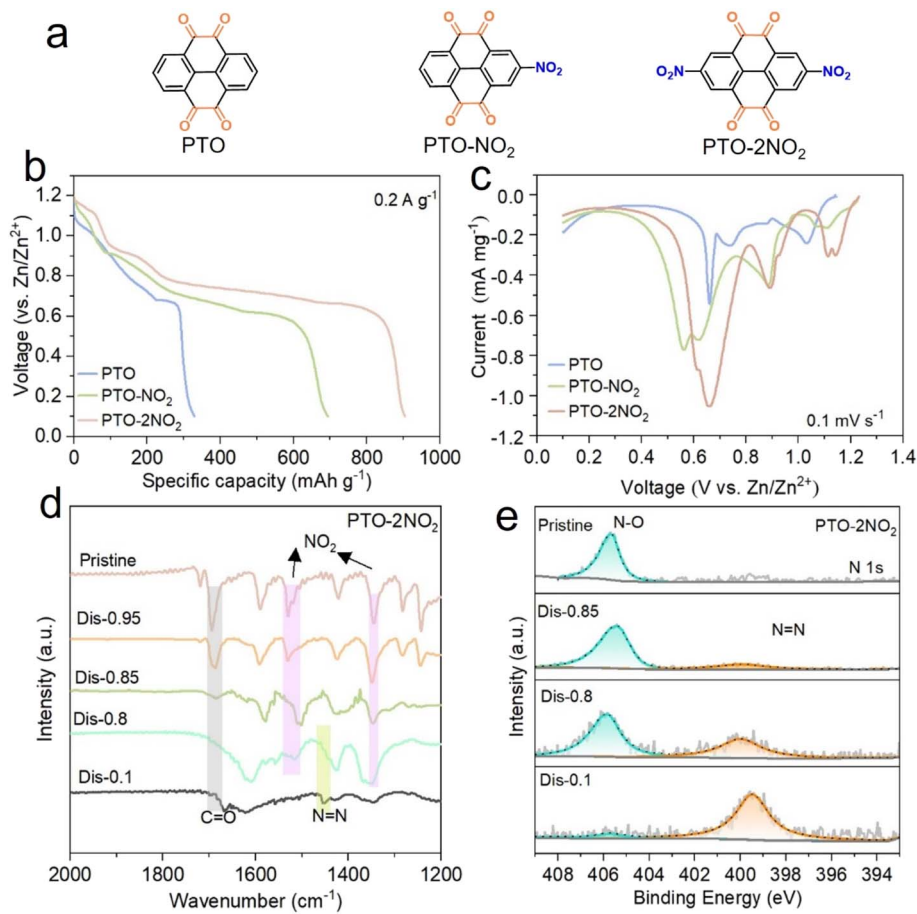 a
O O
O O
PTO
O O
NO₂
O O
PTO-NO₂
O O
O₂N NO₂
O O
PTO-2NO₂
b
Voltage (vs. Zn/Zn²⁺)
1.2
1.0
0.8
0.6
0.4
0.2
0.0
0.2 A g⁻¹
PTO
PTO-NO₂
PTO-2NO₂
0 200 400 600 800 1000
Specific capacity (mAh g⁻¹)
c
Current (mA mg⁻¹)
0.0
-0.2
-0.4
-0.6
-0.8
-1.0
-1.2
PTO
PTO-NO₂
PTO-2NO₂
0.1 mV s⁻¹
0.0 0.2 0.4 0.6 0.8 1.0 1.2 1.4
Voltage (V vs. Zn/Zn²⁺)
d
PTO-2NO₂
NO₂
Pristine
Dis-0.95
Dis-0.85
Dis-0.8
Dis-0.1
C=O
N=N
Intensity (a.u.)
2000 1800 1600 1400 1200
Wavenumber (cm⁻¹)
e
Pristine
N-O
PTO-2NO₂
N 1s
Dis-0.85
N=N
Dis-0.8
Dis-0.1
Intensity (a.u.)
408 406 404 402 400 398 396 394
Binding Energy (eV)